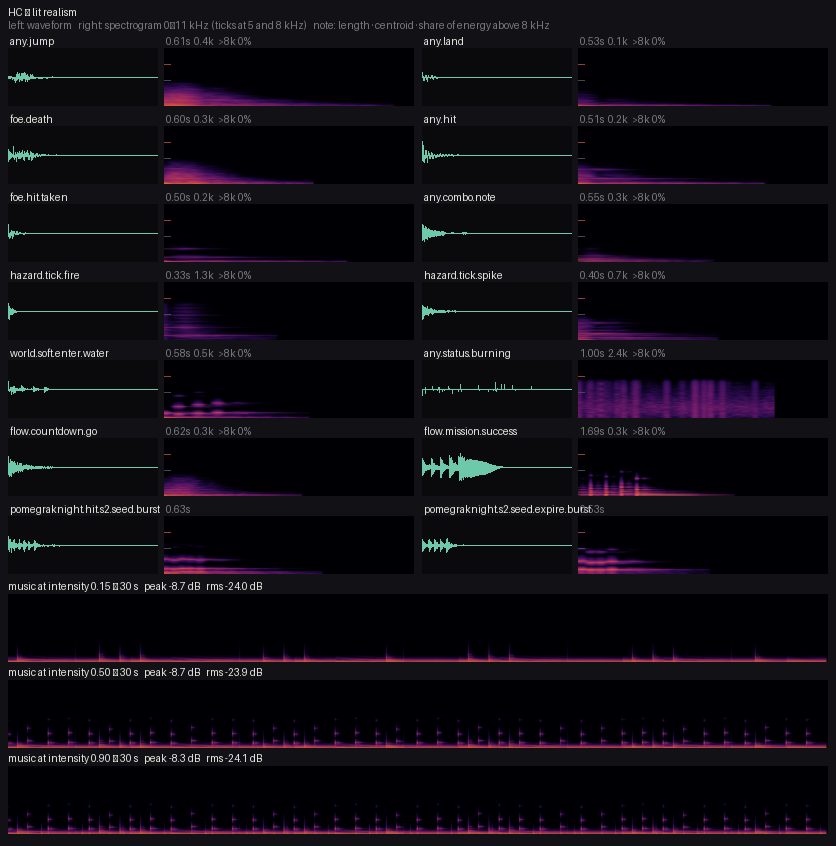 HC lit realism
left: waveform right: spectrogram 0 11 kHz (ticks at 5 and 8 kHz) note: length · centroid · share of energy above 8 kHz
any.jump 0.61s 0.4k >8k 0% any.land 0.53s 0.1k >8k 0%
foe.death 0.60s 0.3k >8k 0% any.hit 0.51s 0.2k >8k 0%
foe.hit.taken 0.50s 0.2k >8k 0% any.combo.note 0.55s 0.3k >8k 0%
hazard.tick.fire 0.33s 1.3k >8k 0% hazard.tick.spike 0.40s 0.7k >8k 0%
world.soft.enter.water 0.58s 0.5k >8k 0% any.status.burning 1.00s 2.4k >8k 0%
flow.countdown.go 0.62s 0.3k >8k 0% flow.mission.success 1.69s 0.3k >8k 0%
pomegraknight.hit.s2.seed.burst 0.63s pomegraknight.s2.seed.expire.burst
music at intensity 0.15 30 s peak -8.7 dB rms -24.0 dB
music at intensity 0.50 30 s peak -8.7 dB rms -23.9 dB
music at intensity 0.90 30 s peak -8.3 dB rms -24.1 dB